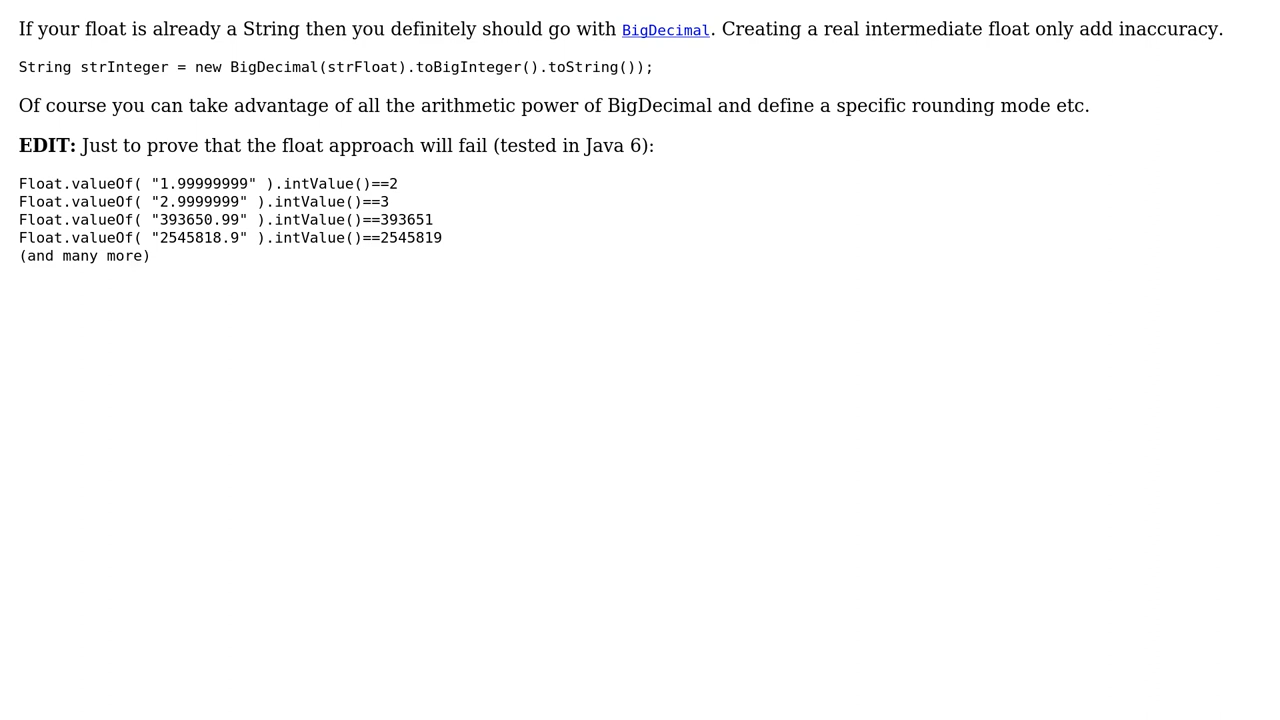 If your float is already a String then you definitely should go with BigDecimal. Creating a real intermediate float only add inaccuracy.
String strInteger = new BigDecimal(strFloat).toBigInteger().toString());
Of course you can take advantage of all the arithmetic power of BigDecimal and define a specific rounding mode etc.
EDIT: Just to prove that the float approach will fail (tested in Java 6):
Float.valueOf( "1.99999999" ).intValue()==2
Float.valueOf( "2.9999999" ).intValue()==3
Float.valueOf( "393650.99" ).intValue()==393651
Float.valueOf( "2545818.9" ).intValue()==2545819
(and many more)